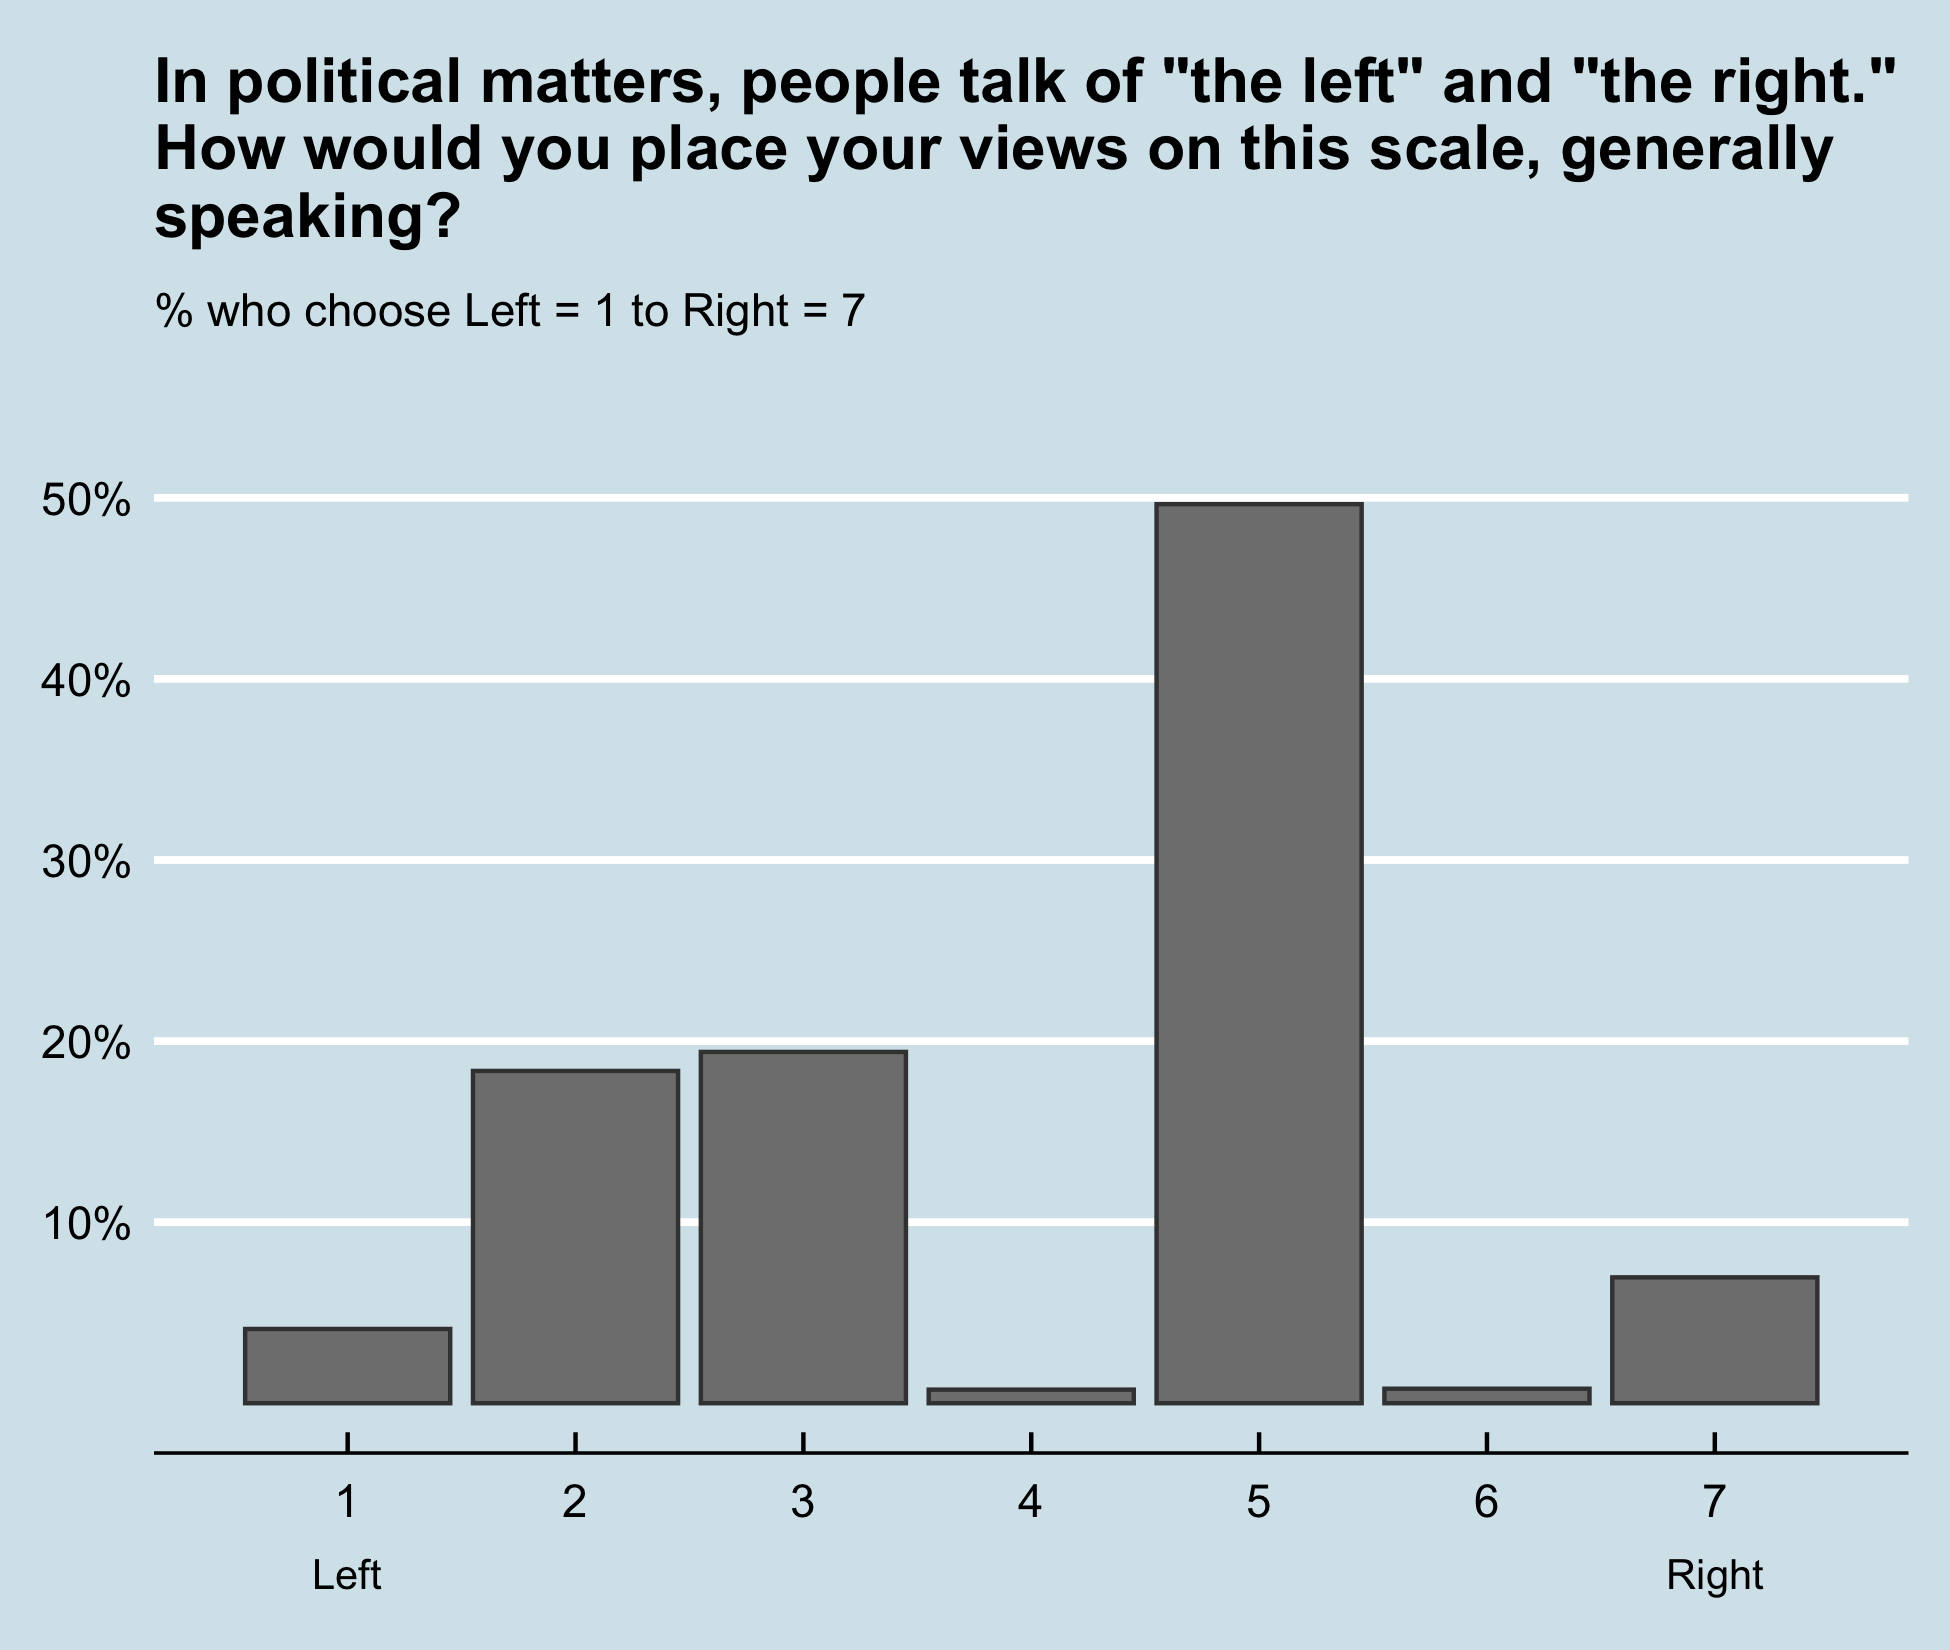 In political matters, people talk of "the left" and "the right."
How would you place your views on this scale, generally
speaking?
% who choose Left = 1 to Right = 7
50%
40%
30%
20%
10%
1 2 3 4 5 6 7
Left Right